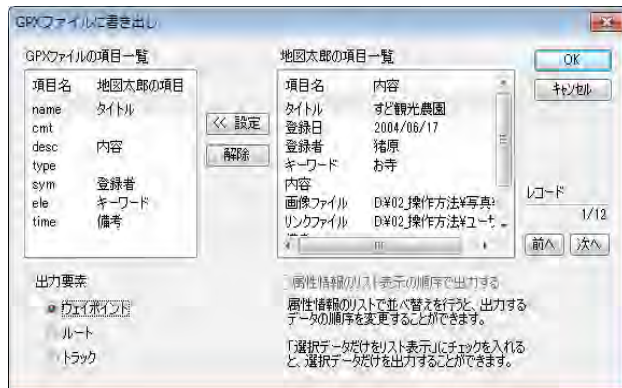 GPXファイルに書き出し
GPXファイルの項目一覧
項目名 地図太郎の項目
name タイトル
cmt
desc 内容
type
sym 登録者
ele キーワード
time 備考
<< 設定
解除
地図太郎の項目一覧
項目名 内容
タイトル すど観光農園
登録日 2004/06/17
登録者 猪原
キーワード お寺
内容
画像ファイル D:¥02_操作方法¥写真
リンクファイル D:¥02_操作方法¥ユーザ
OK
キャンセル
レコード
1/12
前へ 次へ
出力要素
ウェイポイント
ルート
トラック
属性情報のリスト表示の順序で出力する
属性情報のリストで並べ替えを行うと、出力する
データの順序を変更することができます。
「選択データだけをリスト表示」にチェックを入れる
と、選択データだけを出力することができます。